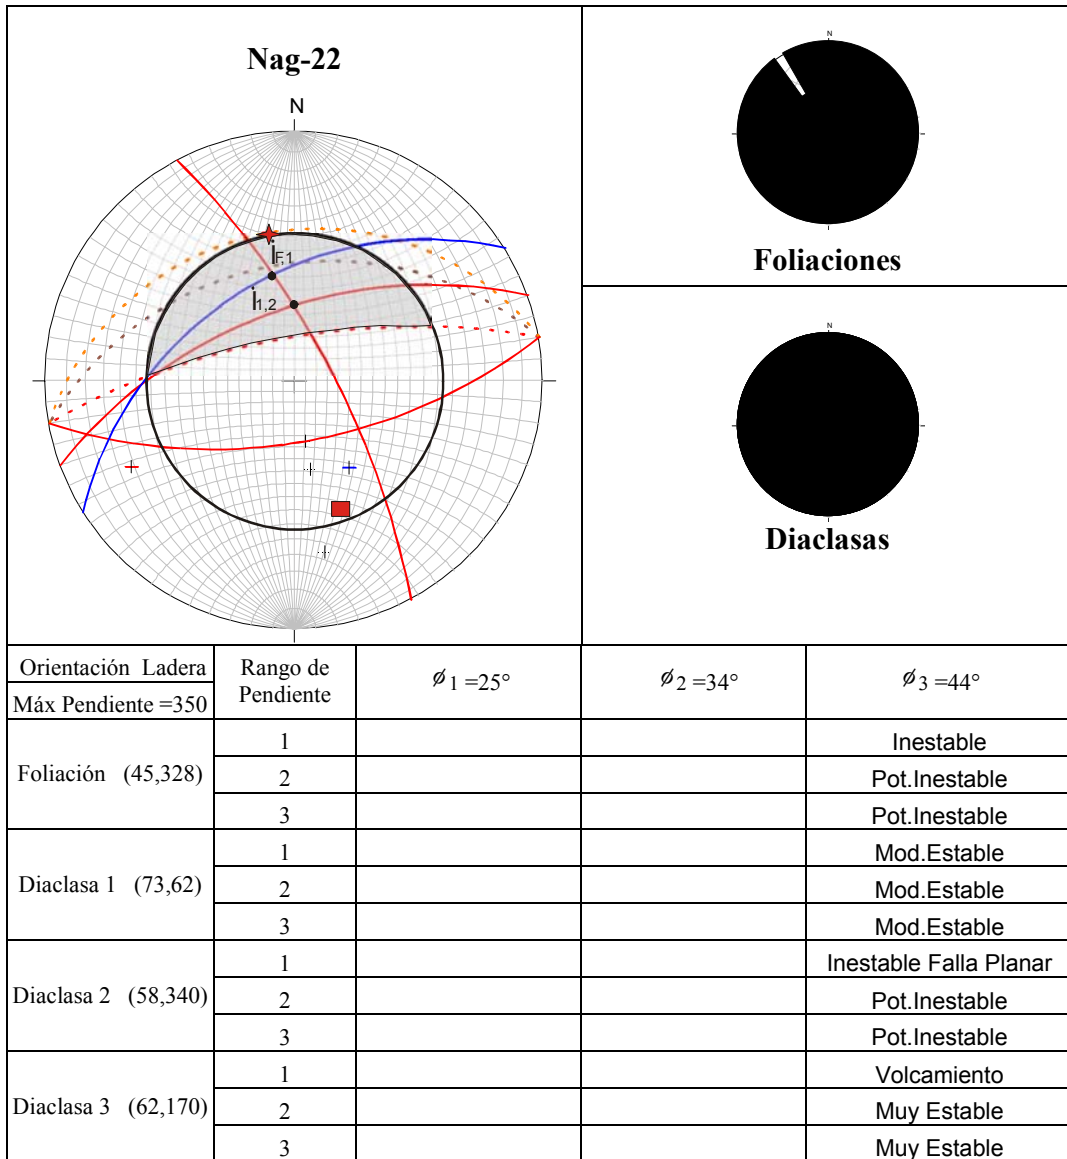 Nag-22
N
iF,1
i1,2
N
Foliaciones
N
Diaclasas
Orientación Ladera
Máx Pendiente =350
Rango de
Pendiente
ϕ1 =25°
ϕ2 =34°
ϕ3 =44°
Foliación (45,328)
1 Inestable
2 Pot.Inestable
3 Pot.Inestable
Diaclasa 1 (73,62)
1 Mod.Estable
2 Mod.Estable
3 Mod.Estable
Diaclasa 2 (58,340)
1 Inestable Falla Planar
2 Pot.Inestable
3 Pot.Inestable
Diaclasa 3 (62,170)
1 Volcamiento
2 Muy Estable
3 Muy Estable